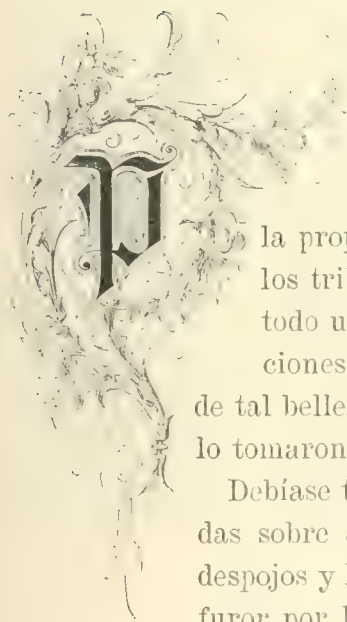 P
la prop
los tri
todo u
ciones
de tal belle
lo tomaron
Debíase t
das sobre
despojos y
furor por